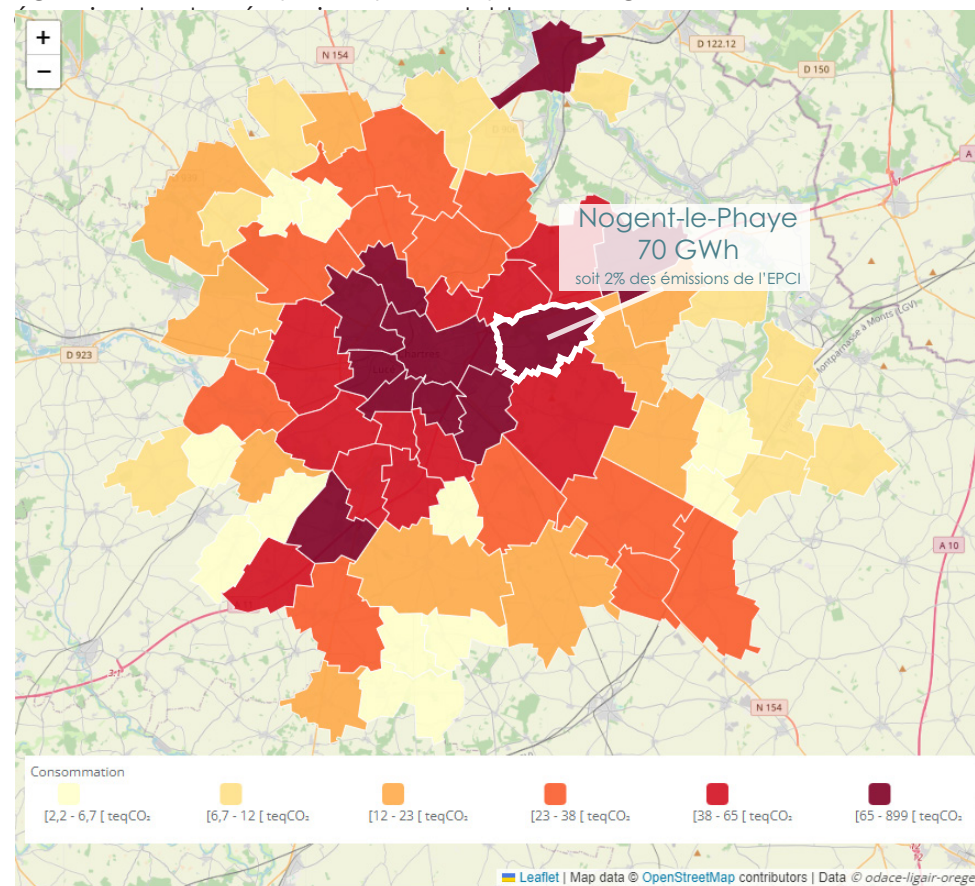 +
−
N 154
D 122.12
D 150
A
Nogent-le-Phaye
70 GWh
soit 2% des émissions de l'EPCI
D 923
A 10
N 154
Consommation
[2,2 - 6,7 [ teqCO₂
[6,7 - 12 [ teqCO₂
[12 - 23 [ teqCO₂
[23 - 38 [ teqCO₂
[38 - 65 [ teqCO₂
[65 - 899 [ teqCO₂
Leaflet | Map data © OpenStreetMap contributors | Data © odace-ligair-orege